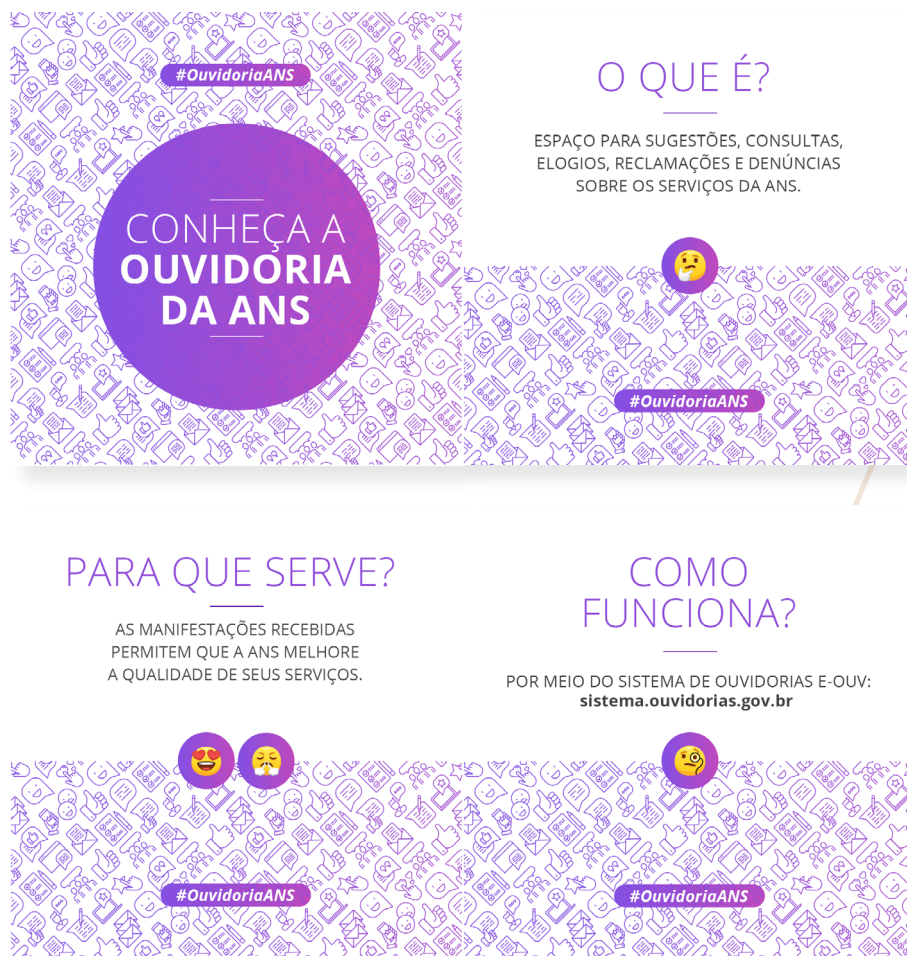 #OuvidoriaANS
CONHEÇA A
OUVIDORIA
DA ANS
O QUE É?
ESPAÇO PARA SUGESTÕES, CONSULTAS,
ELOGIOS, RECLAMAÇÕES E DENÚNCIAS
SOBRE OS SERVIÇOS DA ANS.
#OuvidoriaANS
PARA QUE SERVE?
AS MANIFESTAÇÕES RECEBIDAS
PERMITEM QUE A ANS MELHORE
A QUALIDADE DE SEUS SERVIÇOS.
#OuvidoriaANS
COMO
FUNCIONA?
POR MEIO DO SISTEMA DE OUVIDORIAS E-OUV:
sistema.ouvidorias.gov.br
#OuvidoriaANS